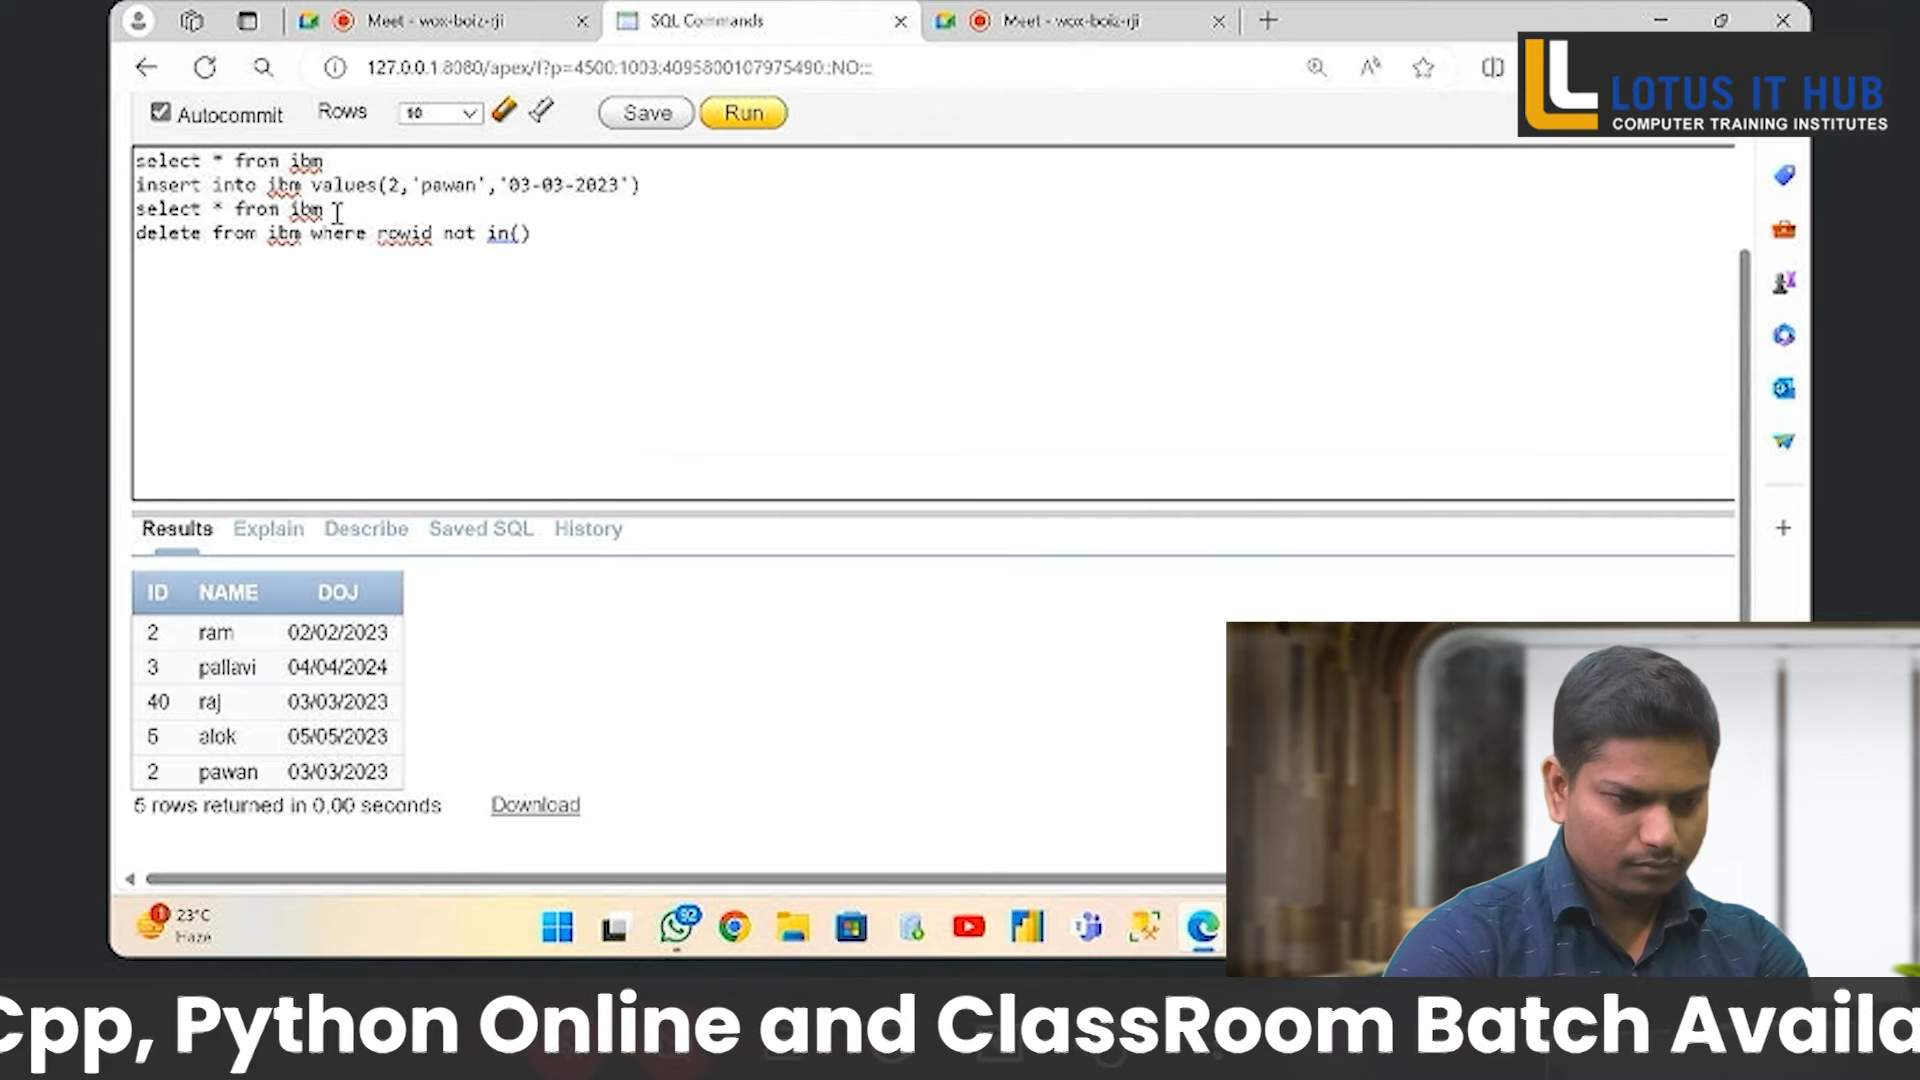 Meet - wox-boiz-rji
SQL Commands
Meet - wox-boiz-rji
127.0.0.1:8080/apex/f?p=4500:1003:4095800107975490::NO:::
LOTUS IT HUB
COMPUTER TRAINING INSTITUTES
Autocommit Rows 10 Save Run
select * from ibm
insert into ibm values(2,'pawan','03-03-2023')
select * from ibm
delete from ibm where rowid not in()
Results Explain Describe Saved SQL History
ID NAME DOJ
2 ram 02/02/2023
3 pallavi 04/04/2024
40 raj 03/03/2023
5 alok 05/05/2023
2 pawan 03/03/2023
5 rows returned in 0.00 seconds Download
1
23°C
Haze
92
Cpp, Python Online and ClassRoom Batch Availa